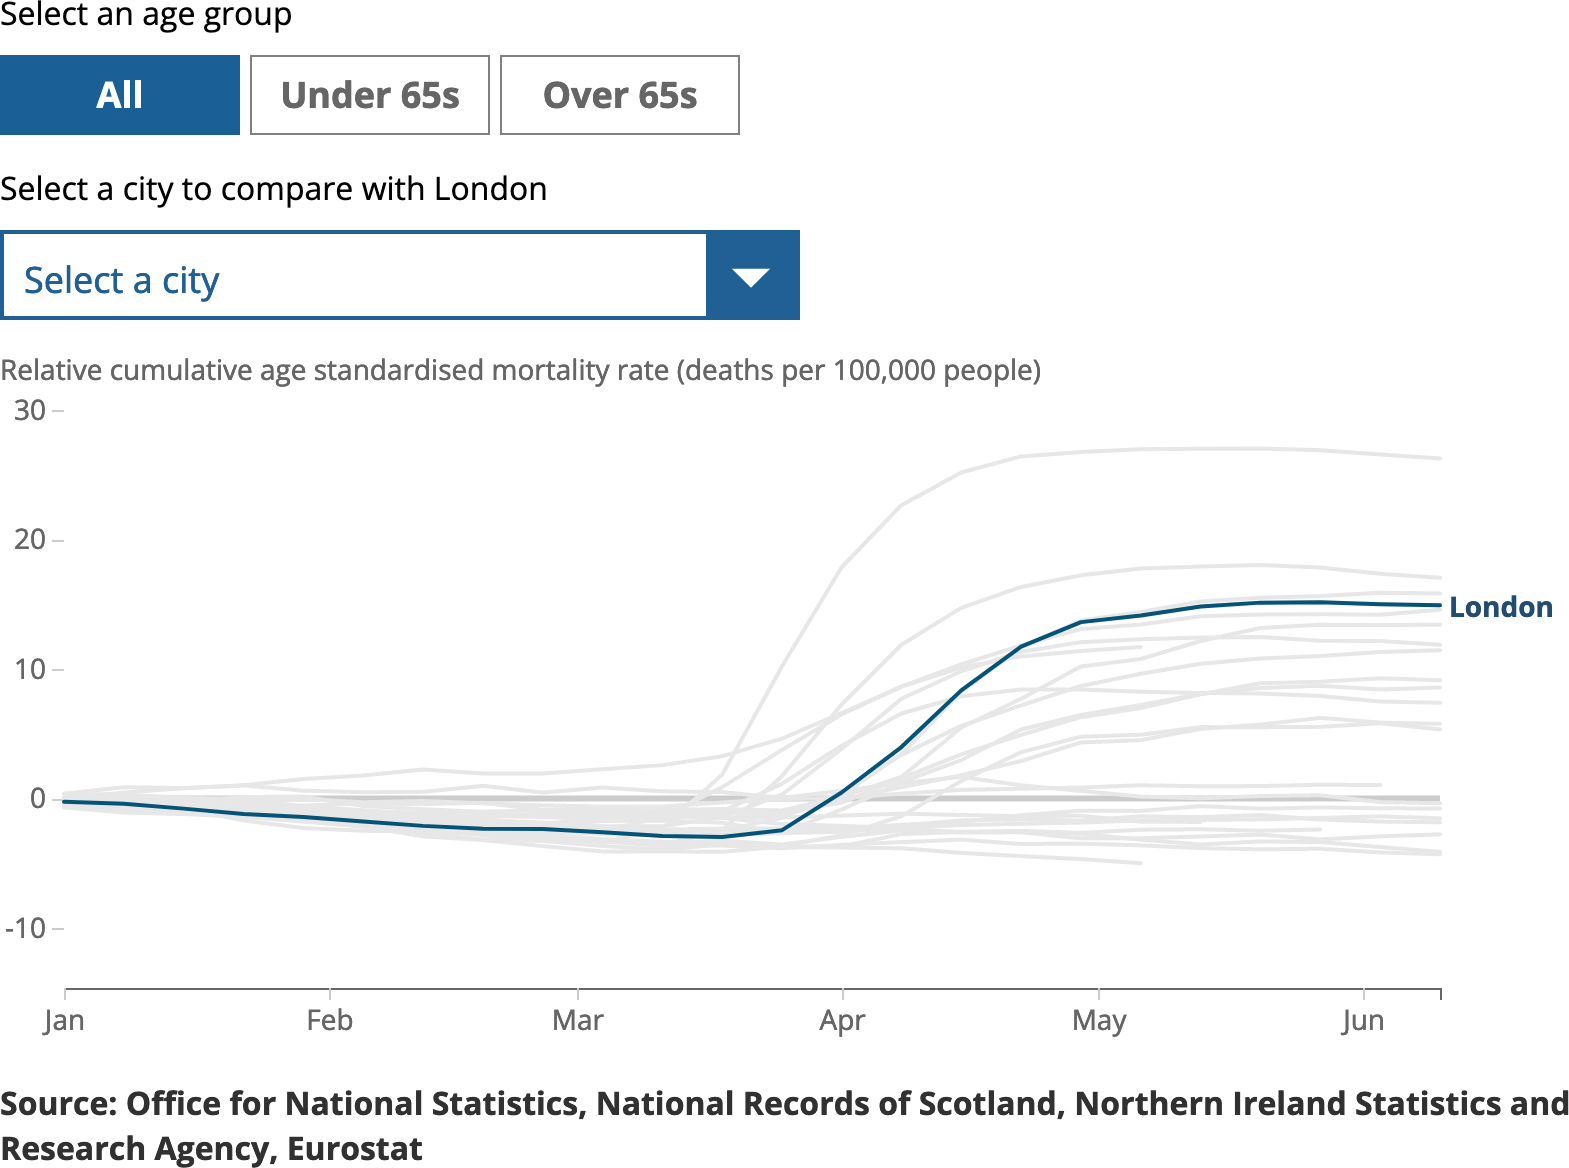 Select an age group
All
Under 65s
Over 65s
Select a city to compare with London
Select a city
Relative cumulative age standardised mortality rate (deaths per 100,000 people)
30
20
10
0
-10
London
Jan
Feb
Mar
Apr
May
Jun
Source: Office for National Statistics, National Records of Scotland, Northern Ireland Statistics and
Research Agency, Eurostat